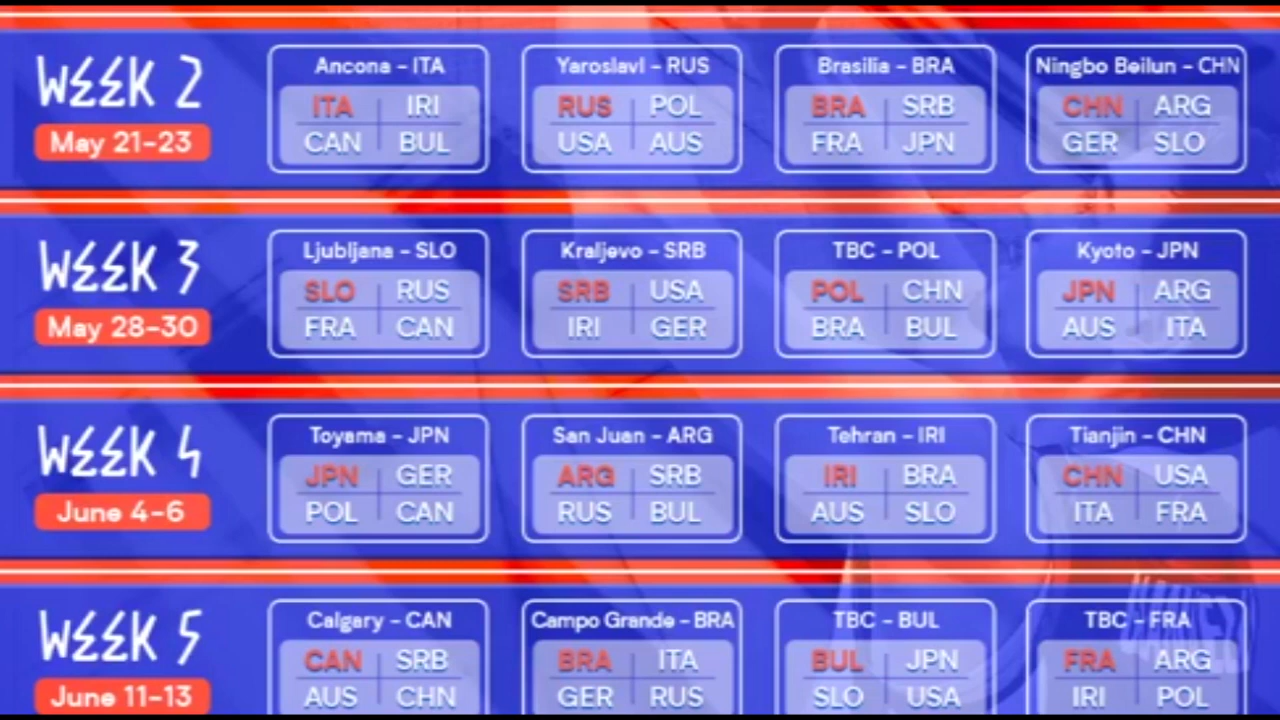 WEEK 2
May 21-23
Ancona - ITA
ITA IRI
CAN BUL
Yaroslavl - RUS
RUS POL
USA AUS
Brasilia - BRA
BRA SRB
FRA JPN
Ningbo Beilun - CHN
CHN ARG
GER SLO
WEEK 3
May 28-30
Ljubljana - SLO
SLO RUS
FRA CAN
Kraljevo - SRB
SRB USA
IRI GER
TBC - POL
POL CHN
BRA BUL
Kyoto - JPN
JPN ARG
AUS ITA
WEEK 4
June 4-6
Toyama - JPN
JPN GER
POL CAN
San Juan - ARG
ARG SRB
RUS BUL
Tehran - IRI
IRI BRA
AUS SLO
Tianjin - CHN
CHN USA
ITA FRA
WEEK 5
June 11-13
Calgary - CAN
CAN SRB
AUS CHN
Campo Grande - BRA
BRA ITA
GER RUS
TBC - BUL
BUL JPN
SLO USA
TBC - FRA
FRA ARG
IRI POL